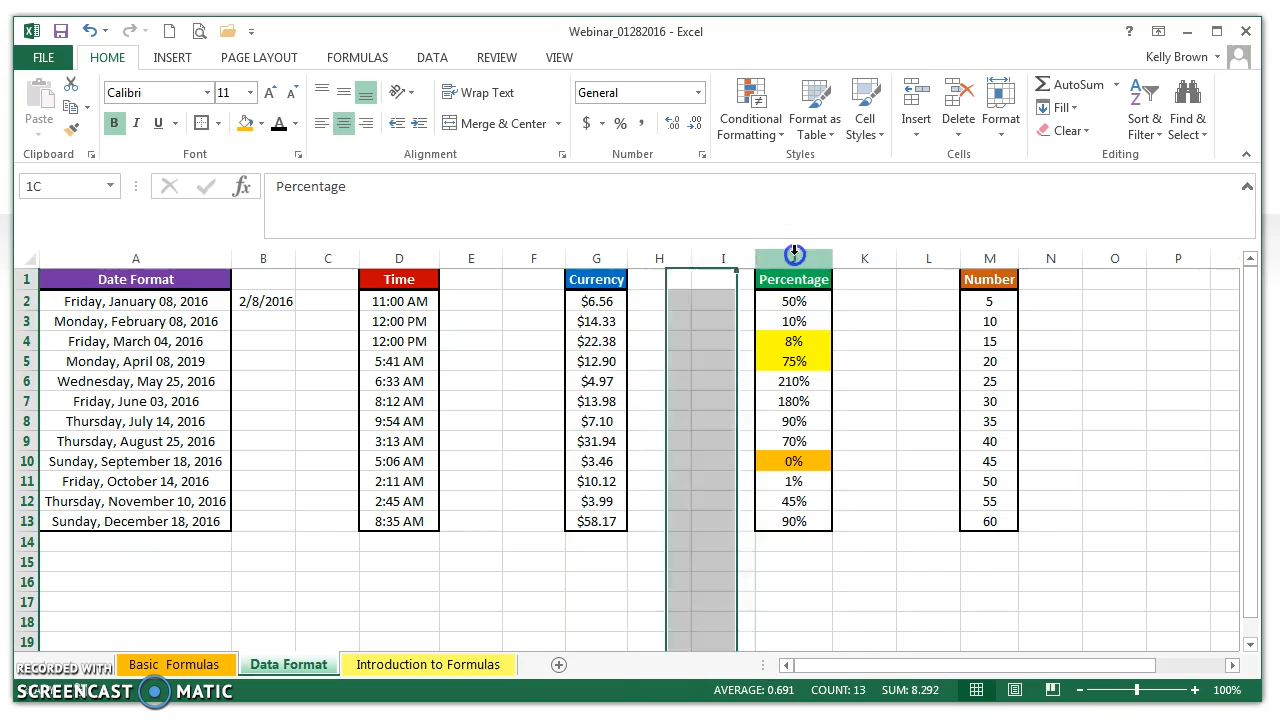 Webinar_01282016 - Excel
FILE HOME INSERT PAGE LAYOUT FORMULAS DATA REVIEW VIEW Kelly Brown
Paste Calibri 11 Wrap Text General Conditional Formatting Format as Table Cell Styles Insert Delete Format AutoSum Fill Clear Sort & Filter Find & Select
B I U A Merge & Center $ % ,
Clipboard Font Alignment Number Styles Cells Editing
1C fx Percentage
A B C D E F G H I K L M N O P
1 Date Format Time Currency Percentage Number
2 Friday, January 08, 2016 2/8/2016 11:00 AM $6.56 50% 5
3 Monday, February 08, 2016 12:00 PM $14.33 10% 10
4 Friday, March 04, 2016 12:00 PM $22.38 8% 15
5 Monday, April 08, 2019 5:41 AM $12.90 75% 20
6 Wednesday, May 25, 2016 6:33 AM $4.97 210% 25
7 Friday, June 03, 2016 8:12 AM $13.98 180% 30
8 Thursday, July 14, 2016 9:54 AM $7.10 90% 35
9 Thursday, August 25, 2016 3:13 AM $31.94 70% 40
10 Sunday, September 18, 2016 5:06 AM $3.46 0% 45
11 Friday, October 14, 2016 2:11 AM $10.12 1% 50
12 Thursday, November 10, 2016 2:45 AM $3.99 45% 55
13 Sunday, December 18, 2016 8:35 AM $58.17 90% 60
14
15
16
17
18
19
RECORDED WITH Basic Formulas Data Format Introduction to Formulas
SCREENCAST MATIC AVERAGE: 0.691 COUNT: 13 SUM: 8.292 100%